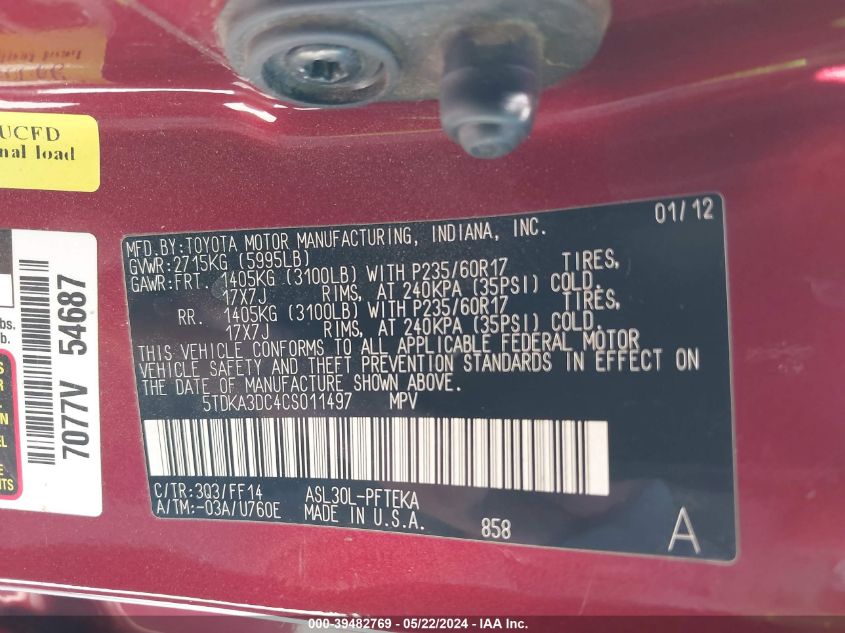 UCFD
nal load
lbs.
b.
7077V 54687
01/12
MFD.BY:TOYOTA MOTOR MANUFACTURING, INDIANA, INC.
GVWR:2715KG (5995LB)
GAWR:FRT. 1405KG (3100LB) WITH P235/60R17 TIRES,
17X7J RIMS, AT 240KPA (35PSI) COLD.
RR. 1405KG (3100LB) WITH P235/60R17 TIRES,
17X7J RIMS, AT 240KPA (35PSI) COLD.
THIS VEHICLE CONFORMS TO ALL APPLICABLE FEDERAL MOTOR
VEHICLE SAFETY AND THEFT PREVENTION STANDARDS IN EFFECT ON
THE DATE OF MANUFACTURE SHOWN ABOVE.
5TDKA3DC4CS011497 MPV
C/TR:3Q3/FF14 ASL30L-PFTEKA
A/TM:-03A/U760E MADE IN U.S.A. 858 A
000-39482769 - 05/22/2024 - IAA Inc.